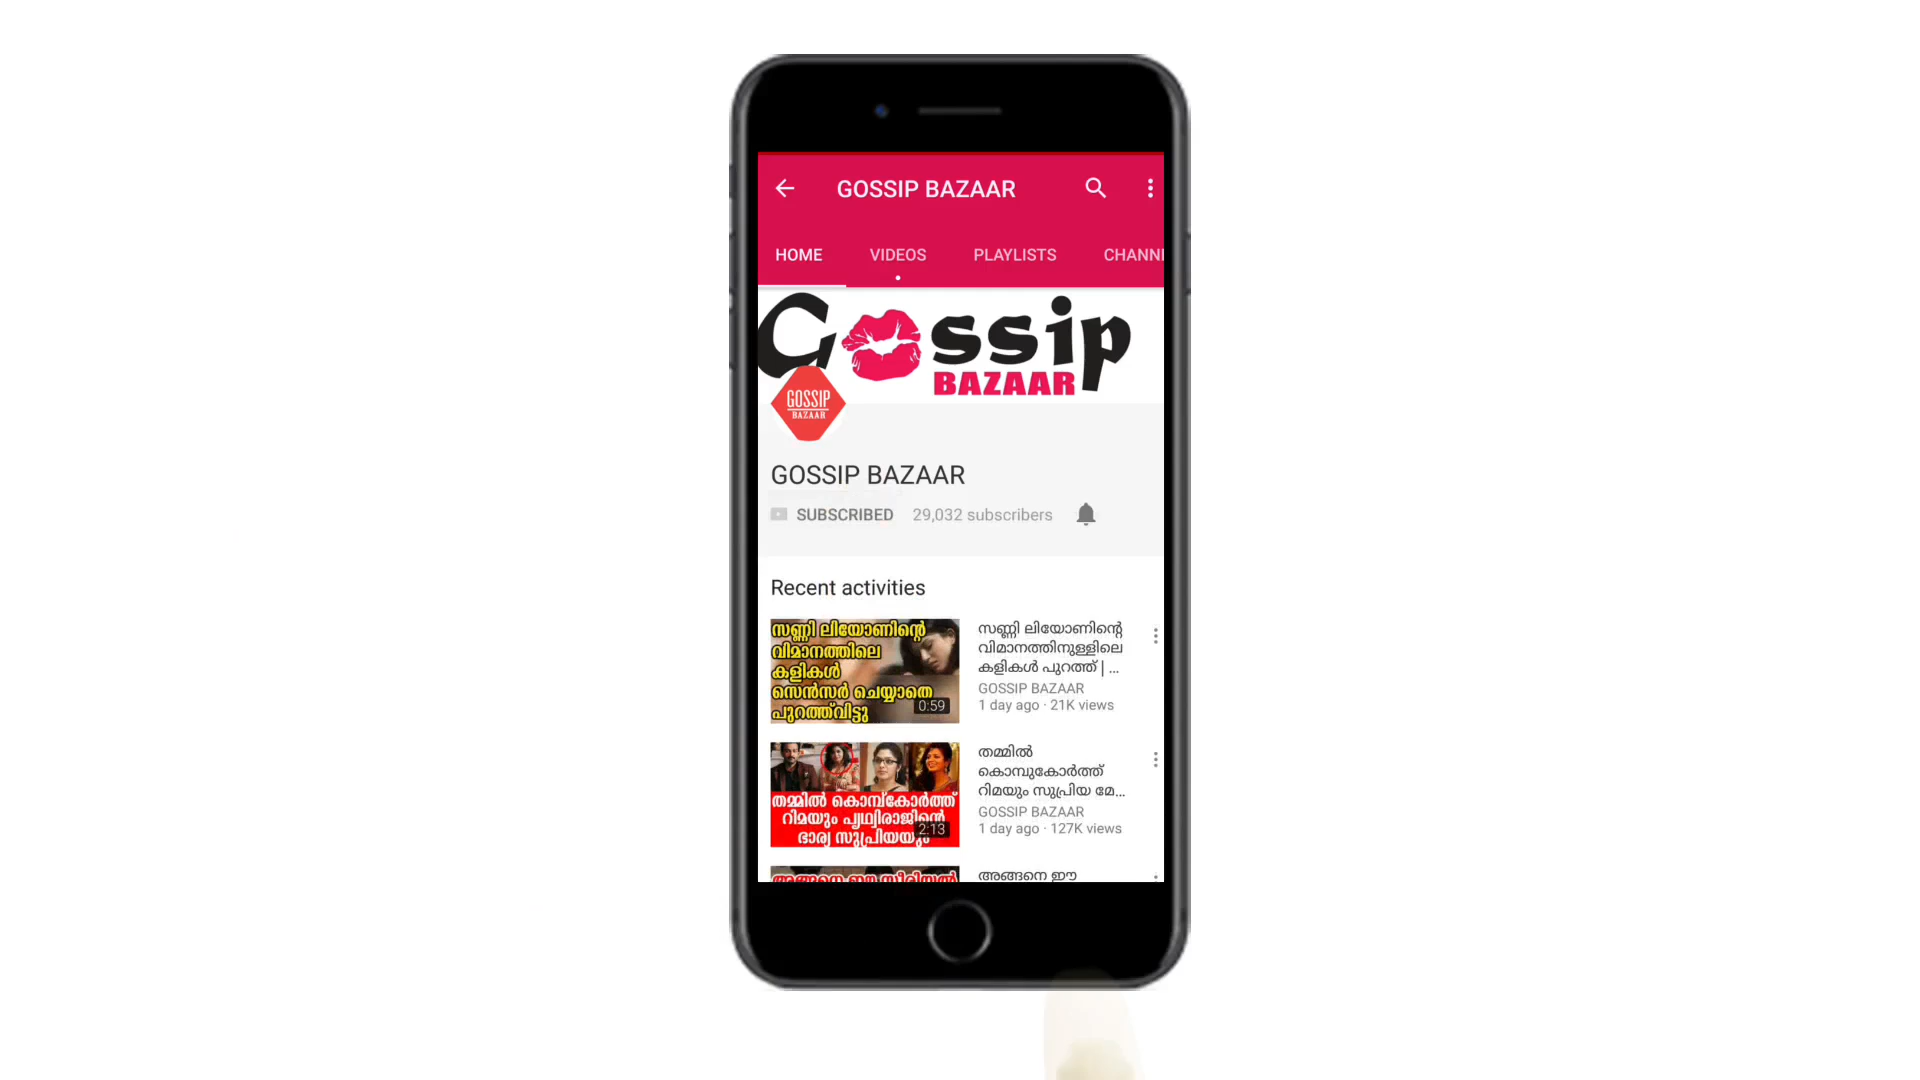 GOSSIP BAZAAR
HOME VIDEOS PLAYLISTS CHANN
Gossip
BAZAAR
GOSSIP
BAZAAR
GOSSIP BAZAAR
SUBSCRIBED 29,032 subscribers
Recent activities
സണ്ണി ലിയോണിന്റെ
വിമാനത്തിലെ
കളികൾ
സെൻസർ ചെയ്യാതെ
പുറത്ത്‌വിട്ടു
0:59
സണ്ണി ലിയോണിന്റെ
വിമാനത്തിനുള്ളിലെ
കളികൾ പുറത്ത് | ...
GOSSIP BAZAAR
1 day ago · 21K views
തമ്മിൽ കൊമ്പ്കോർത്ത്
റിമയും പൃഥ്വിരാജിന്റെ
ഭാര്യ സുപ്രിയയും
2:13
തമ്മിൽ
കൊമ്പുകോർത്ത്
റിമയും സുപ്രിയ മേ...
GOSSIP BAZAAR
1 day ago · 127K views
അങ്ങനെ ഈ